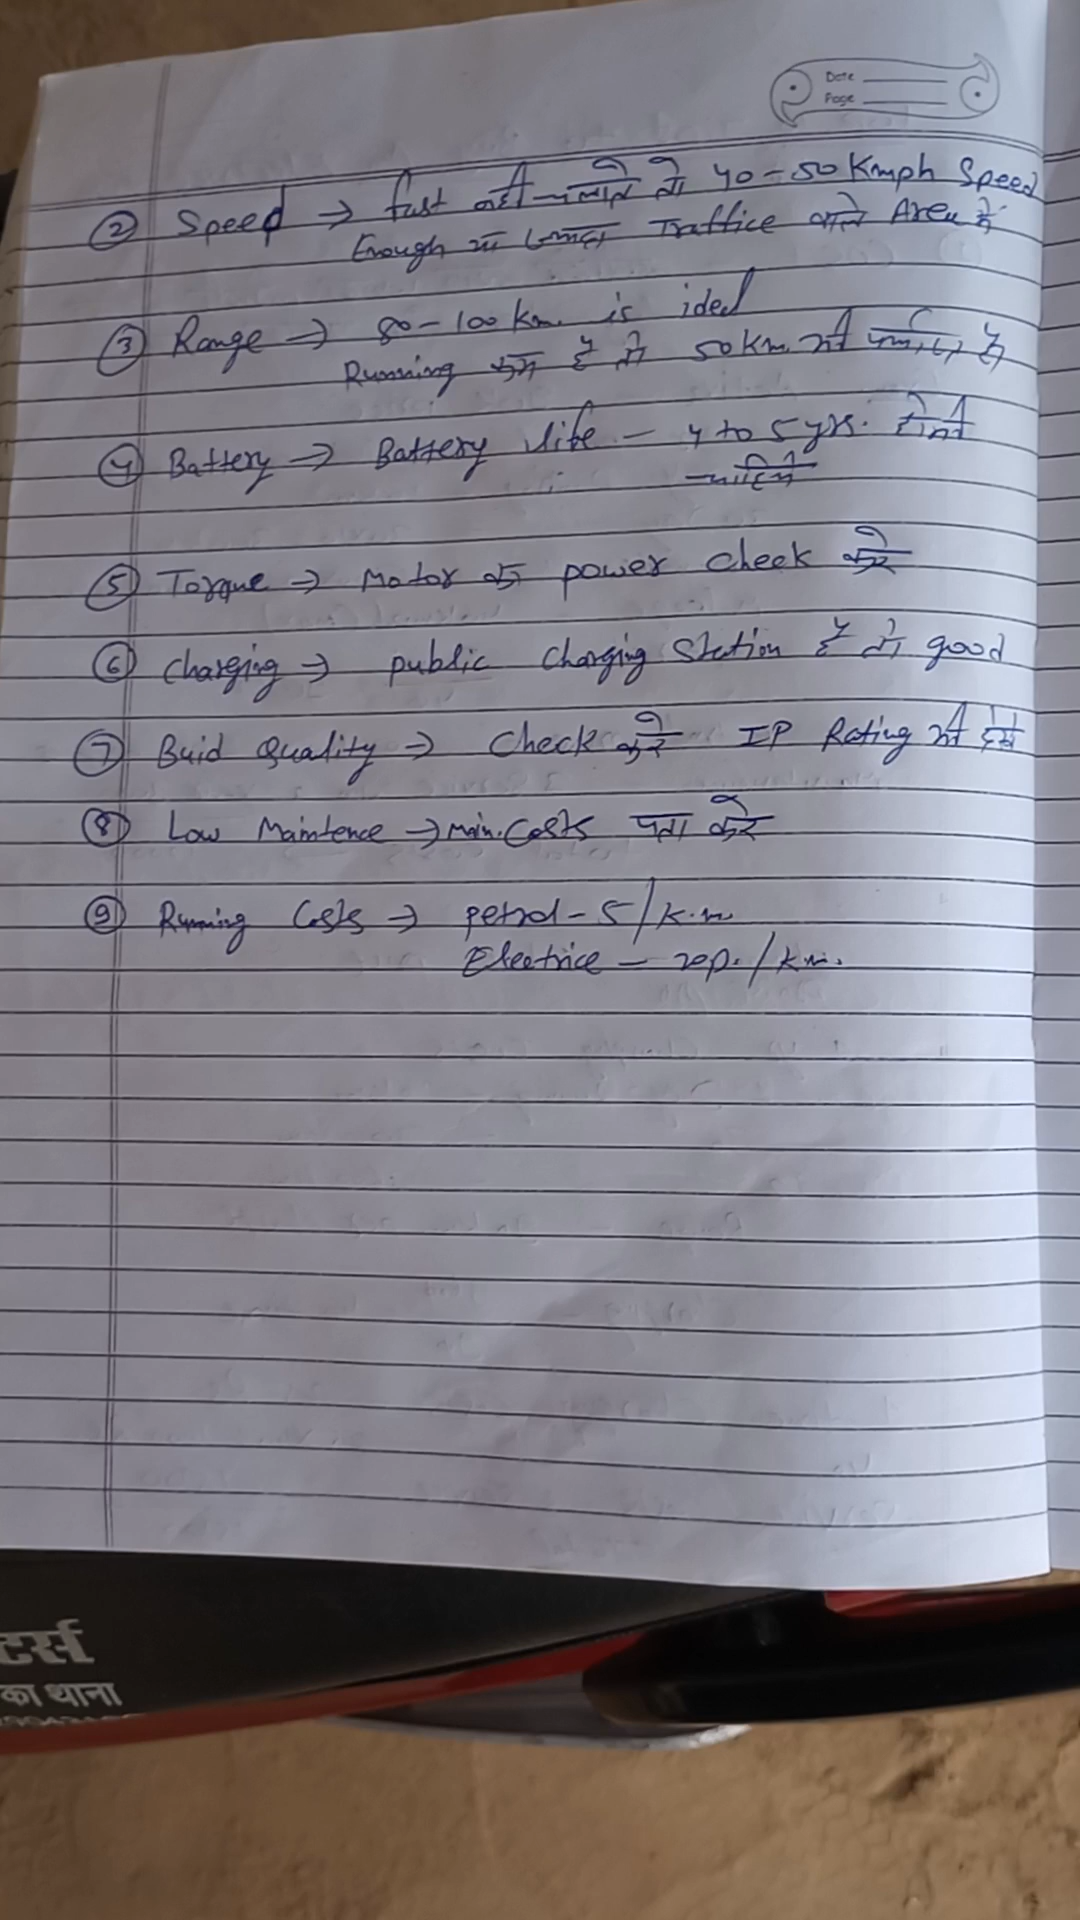 Date
Page
② Speed → fast नहीं चलाते तो 40-50 Kmph Speed
Enough या ज्यादा Traffice वाले Area में
③ Range → 80-100 Km. is ideal
Running कम है तो 50 Km. भी है
④ Battery → Battery life - 4 to 5 yrs. होनी
चाहिये
⑤ Torque → Motor की power check करे
⑥ Charging → public Charging Station है तो good
⑦ Buid Quality → Check करे IP Rating भी देखे
⑧ Low Maintence → Main. Costs पता करे
⑨ Running Costs → petrol - 5/K.m
Electrice - 20p./km.
टर्स
का थाना